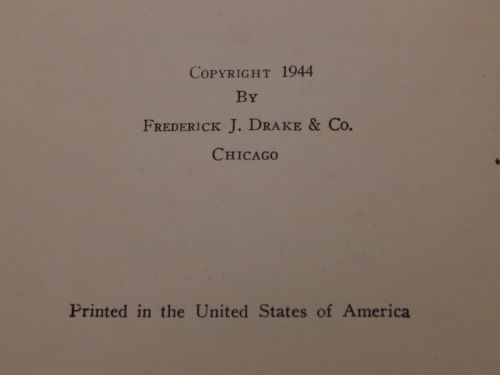 COPYRIGHT 1944
BY
FREDERICK J. DRAKE & CO.
CHICAGO
Printed in the United States of America